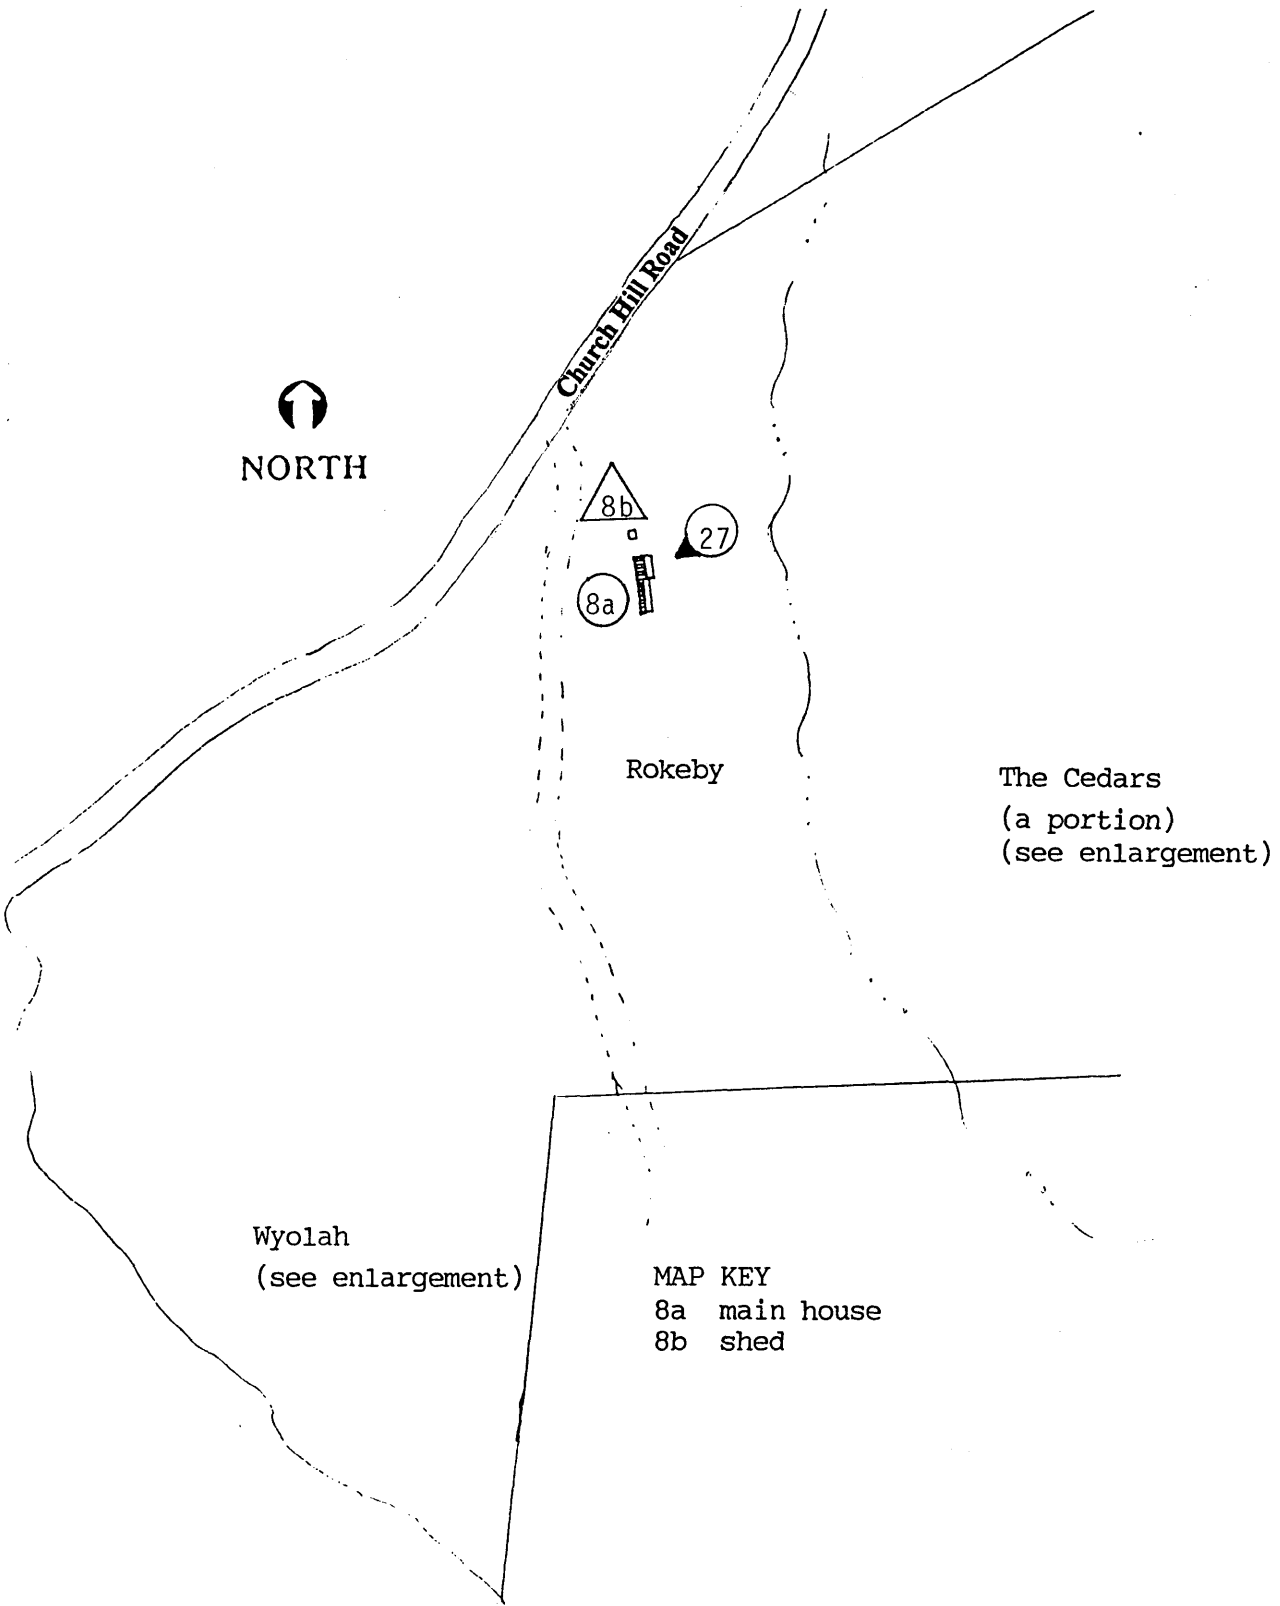 Church Hill Road
NORTH
8b
27
8a
Rokeby
The Cedars
(a portion)
(see enlargement)
Wyolah
(see enlargement)
MAP KEY
8a main house
8b shed